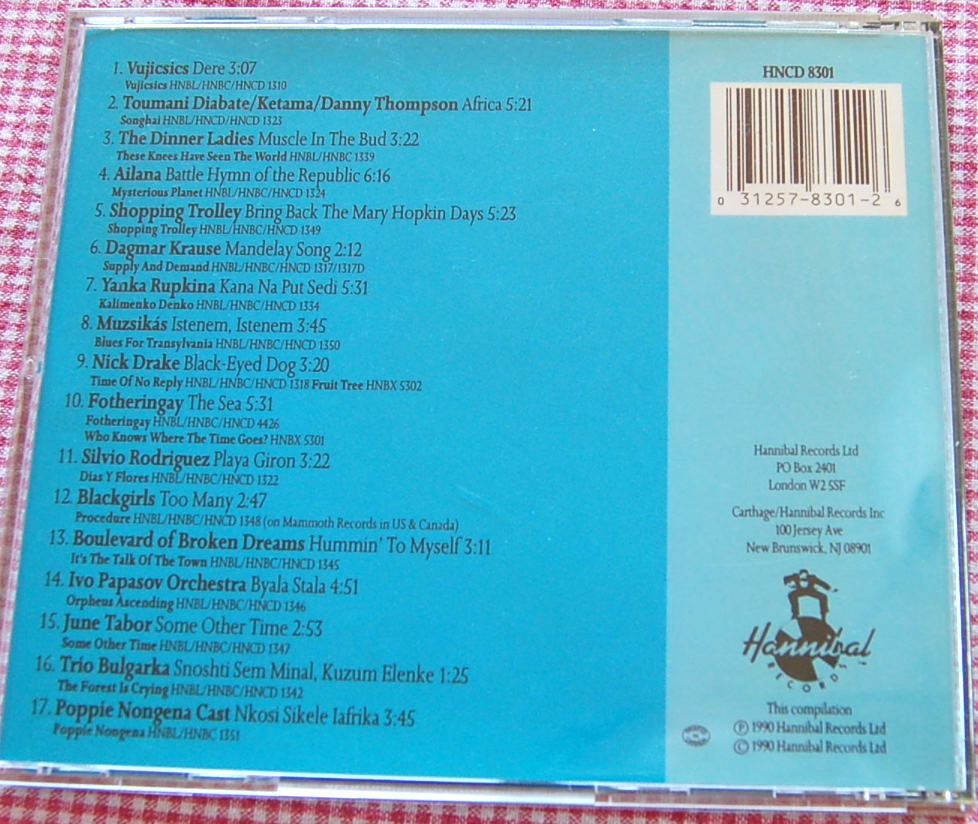 1. Vujicsics Dere 3:07
Vujicsics HNBL/HNBC/HNCD 1310
2. Toumani Diabate/Ketama/Danny Thompson Africa 5:21
Songhai HNBL/HNCD/HNCD 1323
3. The Dinner Ladies Muscle In The Bud 3:22
These Knees Have Seen The World HNBL/HNBC 1339
4. Ailana Battle Hymn of the Republic 6:16
Mysterious Planet HNBL/HNBC/HNCD 1324
5. Shopping Trolley Bring Back The Mary Hopkin Days 5:23
Shopping Trolley HNBL/HNBC/HNCD 1349
6. Dagmar Krause Mandelay Song 2:12
Supply And Demand HNBL/HNBC/HNCD 1317/1317D
7. Yanka Rupkina Kana Na Put Sedi 5:31
Kalimenko Denko HNBL/HNBC/HNCD 1334
8. Muzsikás Istenem, Istenem 3:45
Blues For Transylvania HNBL/HNBC/HNCD 1350
9. Nick Drake Black-Eyed Dog 3:20
Time Of No Reply HNBL/HNBC/HNCD 1318 Fruit Tree HNBX 5302
10. Fotheringay The Sea 5:31
Fotheringay HNBL/HNBC/HNCD 4426
Who Knows Where The Time Goes? HNBX 5301
11. Silvio Rodriguez Playa Giron 3:22
Dias Y Flores HNBL/HNBC/HNCD 1322
12. Blackgirls Too Many 2:47
Procedure HNBL/HNBC/HNCD 1348 (on Mammoth Records in US & Canada)
13. Boulevard of Broken Dreams Hummin' To Myself 3:11
It's The Talk Of The Town HNBL/HNBC/HNCD 1345
14. Ivo Papasov Orchestra Byala Stala 4:51
Orpheus Ascending HNBL/HNBC/HNCD 1346
15. June Tabor Some Other Time 2:53
Some Other Time HNBL/HNBC/HNCD 1347
16. Trio Bulgarka Snoshti Sem Minal, Kuzum Elenke 1:25
The Forest Is Crying HNBL/HNBC/HNCD 1342
17. Poppie Nongena Cast Nkosi Sikele Iafrika 3:45
Poppie Nongena HNBL/HNBC 1351
HNCD 8301
0 31257-8301-2 6
Hannibal Records Ltd
PO Box 2401
London W2 5SF
Carthage/Hannibal Records Inc
100 Jersey Ave
New Brunswick, NJ 08901
Hannibal
RECORDS
This compilation
Ⓟ 1990 Hannibal Records Ltd
© 1990 Hannibal Records Ltd